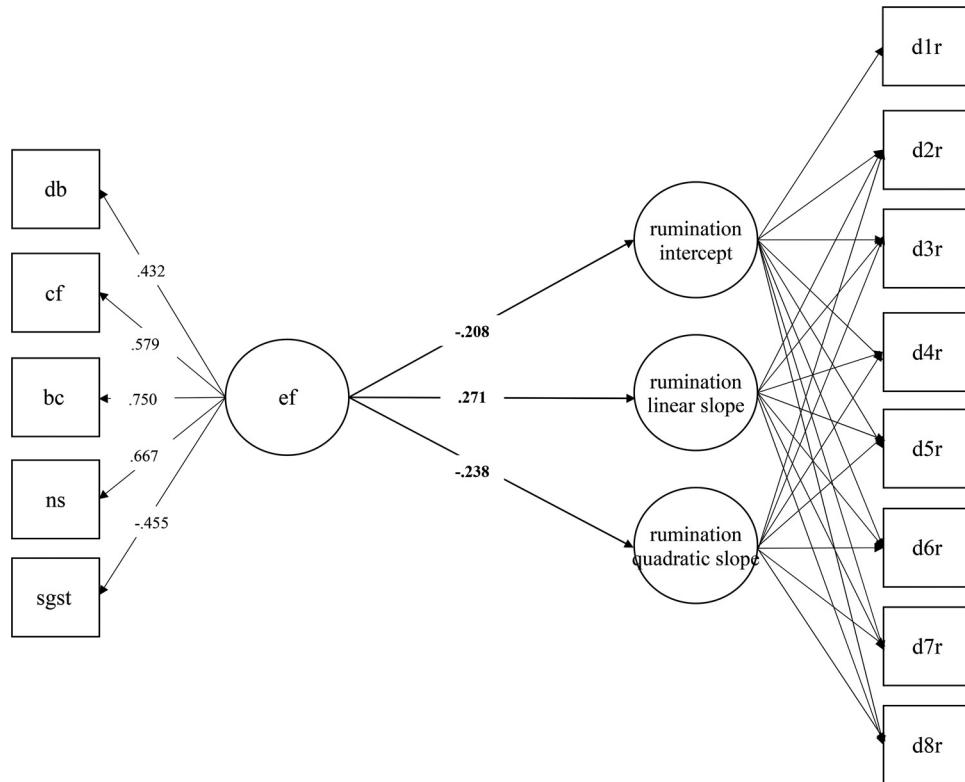 db
cf
bc
ns
sgst
.432
.579
.750
.667
-.455
ef
-.208
.271
-.238
rumination
intercept
rumination
linear slope
rumination
quadratic slope
d1r
d2r
d3r
d4r
d5r
d6r
d7r
d8r